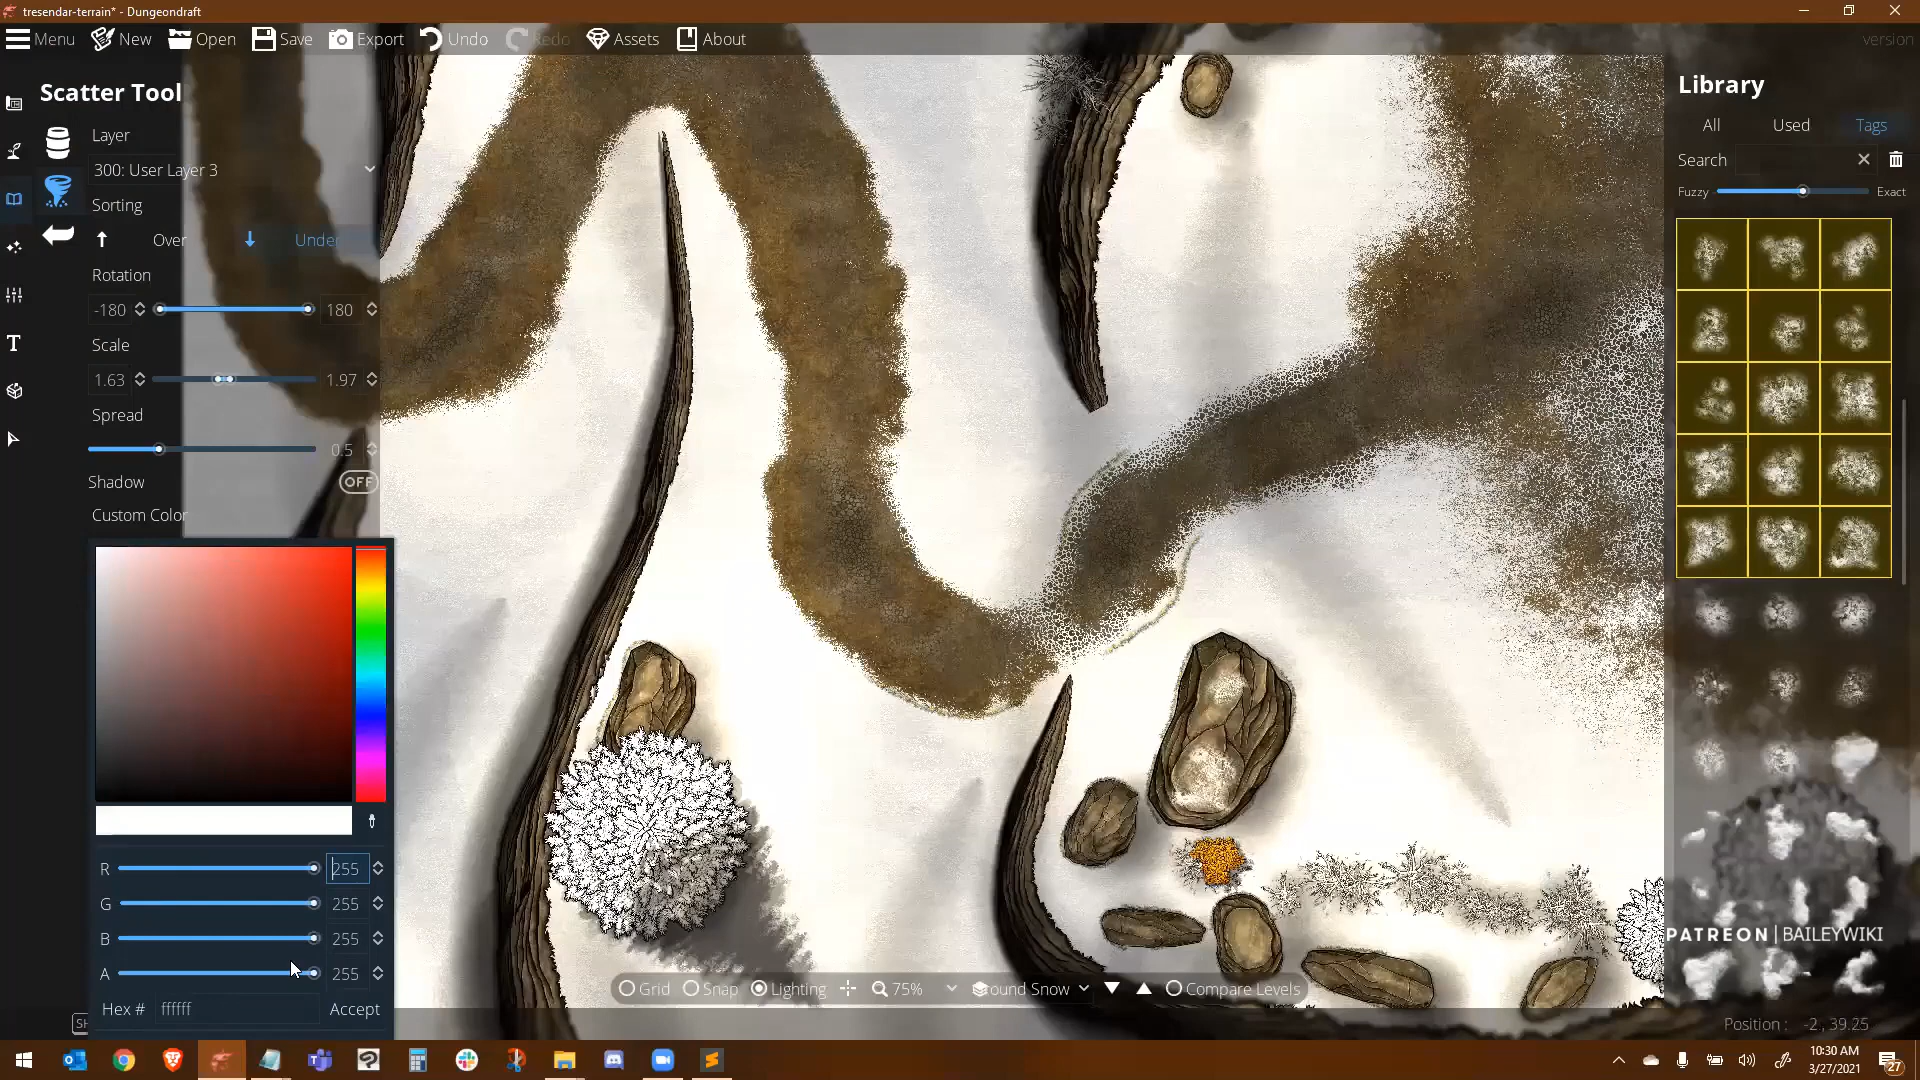 tresendar-terrain* - Dungeondraft
Menu New Open Save Export Undo Redo Assets About
version
Scatter Tool
Layer
300: User Layer 3
Sorting
Over Under
Rotation
-180 180
Scale
1.63 1.97
Spread
0.5
Shadow OFF
Custom Color
R 255
G 255
B 255
A 255
Hex # ffffff Accept
SH
Library
All Used Tags
Search
Fuzzy Exact
PATREON | BAILEYWIKI
Grid Snap Lighting 75% ound Snow Compare Levels
Position : -2, 39.25
10:30 AM
3/27/2021
27